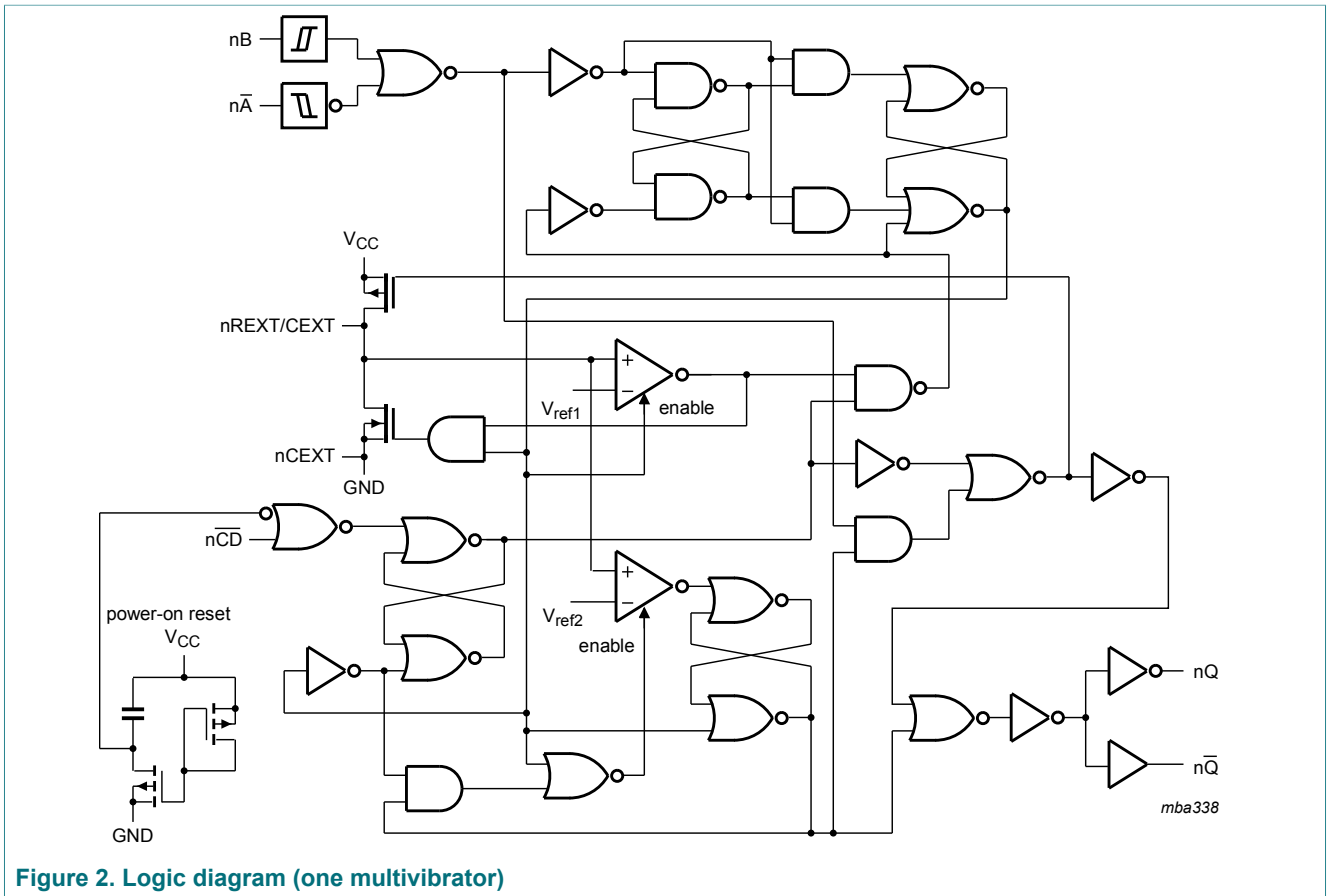 nB
nA̅
VCC
nREXT/CEXT
+
−
Vref1
enable
nCEXT
GND
nC̅D̅
+
−
Vref2
enable
power-on reset
VCC
GND
nQ
nQ̅
mba338
Figure 2. Logic diagram (one multivibrator)